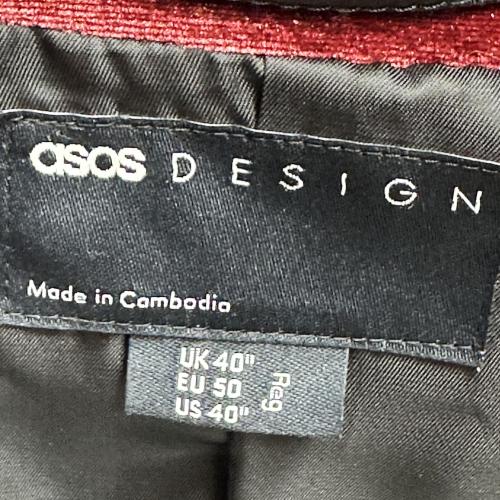 asos DESIGN
Made in Cambodia
UK 40"
EU 50
US 40"
Reg